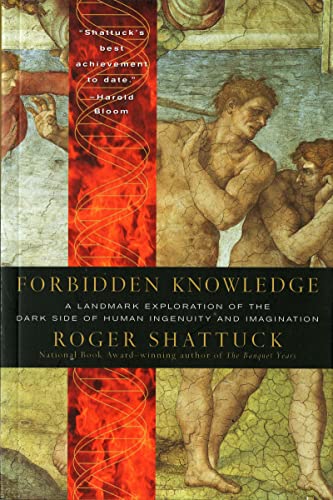 "Shattuck's
best
achievement
to date."
—Harold
Bloom
FORBIDDEN KNOWLEDGE
A LANDMARK EXPLORATION OF THE
DARK SIDE OF HUMAN INGENUITY AND IMAGINATION
ROGER SHATTUCK
National Book Award–winning author of The Banquet Years